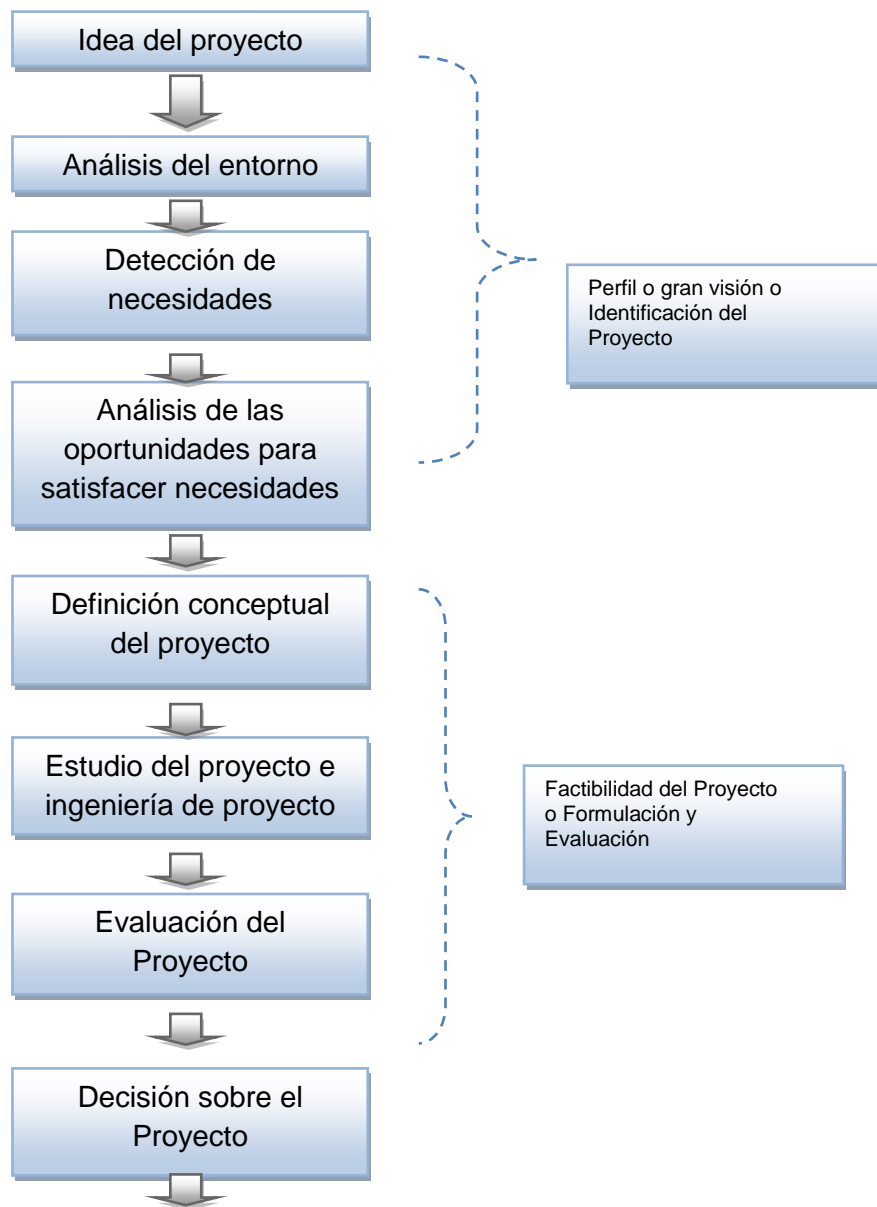 Idea del proyecto
Análisis del entorno
Detección de
necesidades
Perfil o gran visión o
Identificación del
Proyecto
Análisis de las
oportunidades para
satisfacer necesidades
Definición conceptual
del proyecto
Estudio del proyecto e
ingeniería de proyecto
Factibilidad del Proyecto
o Formulación y
Evaluación
Evaluación del
Proyecto
Decisión sobre el
Proyecto